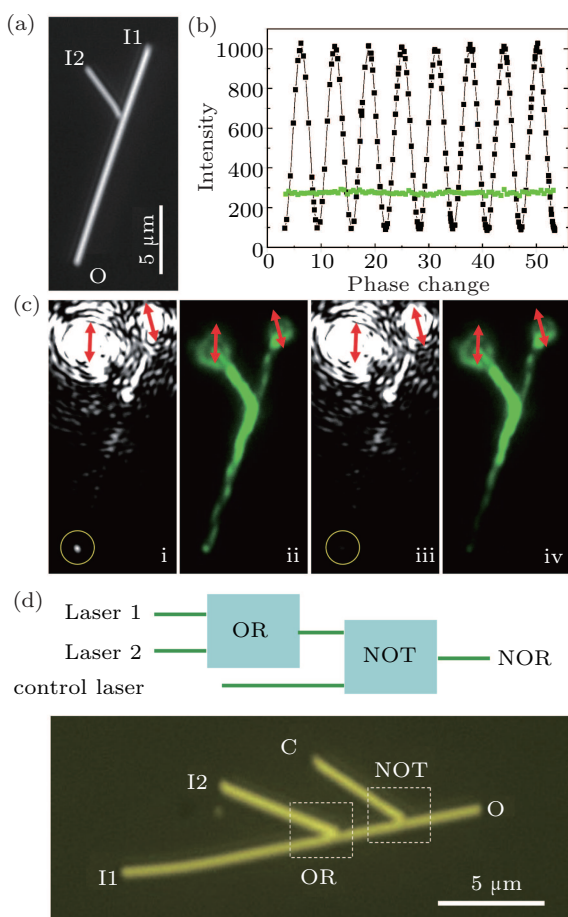 (a)
I1
I2
O
5 μm
(b)
Intensity
1000
800
600
400
200
0
0 10 20 30 40 50
Phase change
(c)
i
ii
iii
iv
(d)
Laser 1
Laser 2
control laser
OR
NOT
NOR
C
I2
NOT
O
I1
OR
5 μm